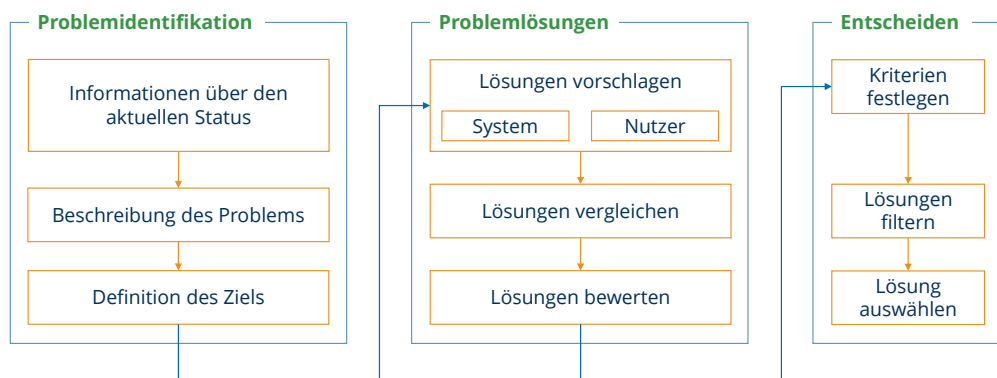 Problemidentifikation
Informationen über den
aktuellen Status
Beschreibung des Problems
Definition des Ziels
Problemlösungen
Lösungen vorschlagen
System
Nutzer
Lösungen vergleichen
Lösungen bewerten
Entscheiden
Kriterien
festlegen
Lösungen
filtern
Lösung
auswählen